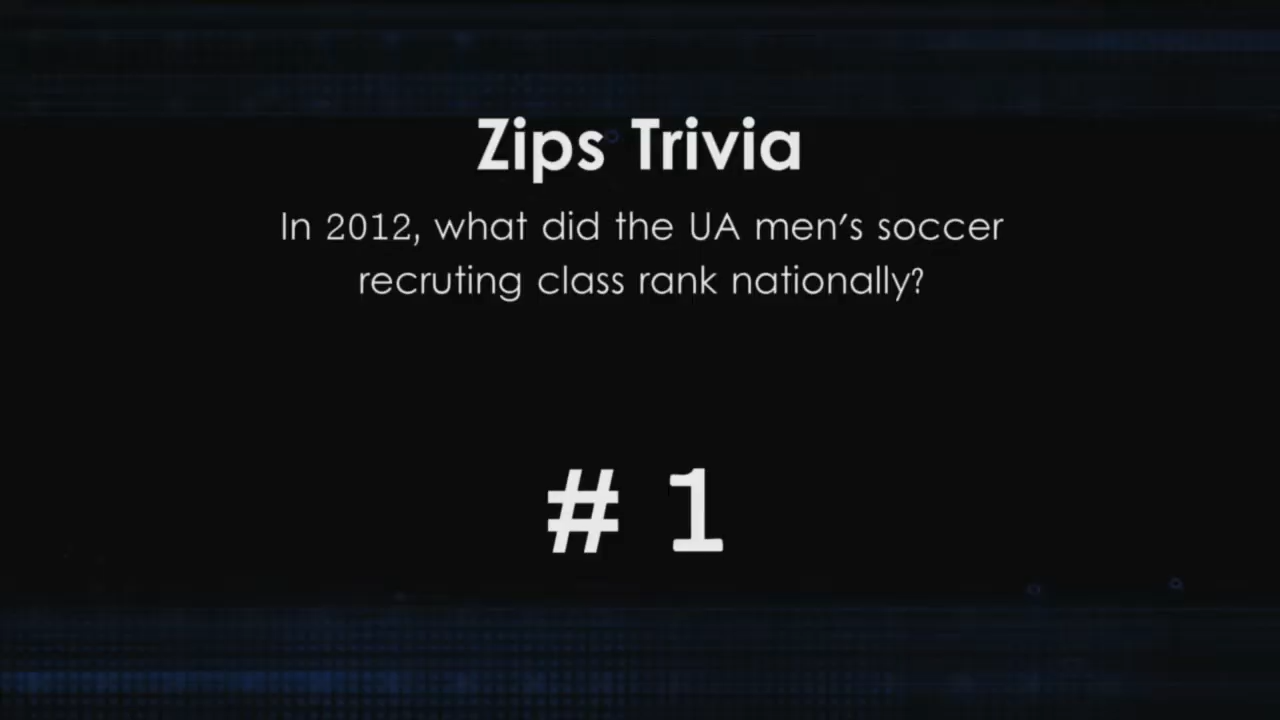 Zips Trivia
In 2012, what did the UA men's soccer
recruting class rank nationally?
# 1